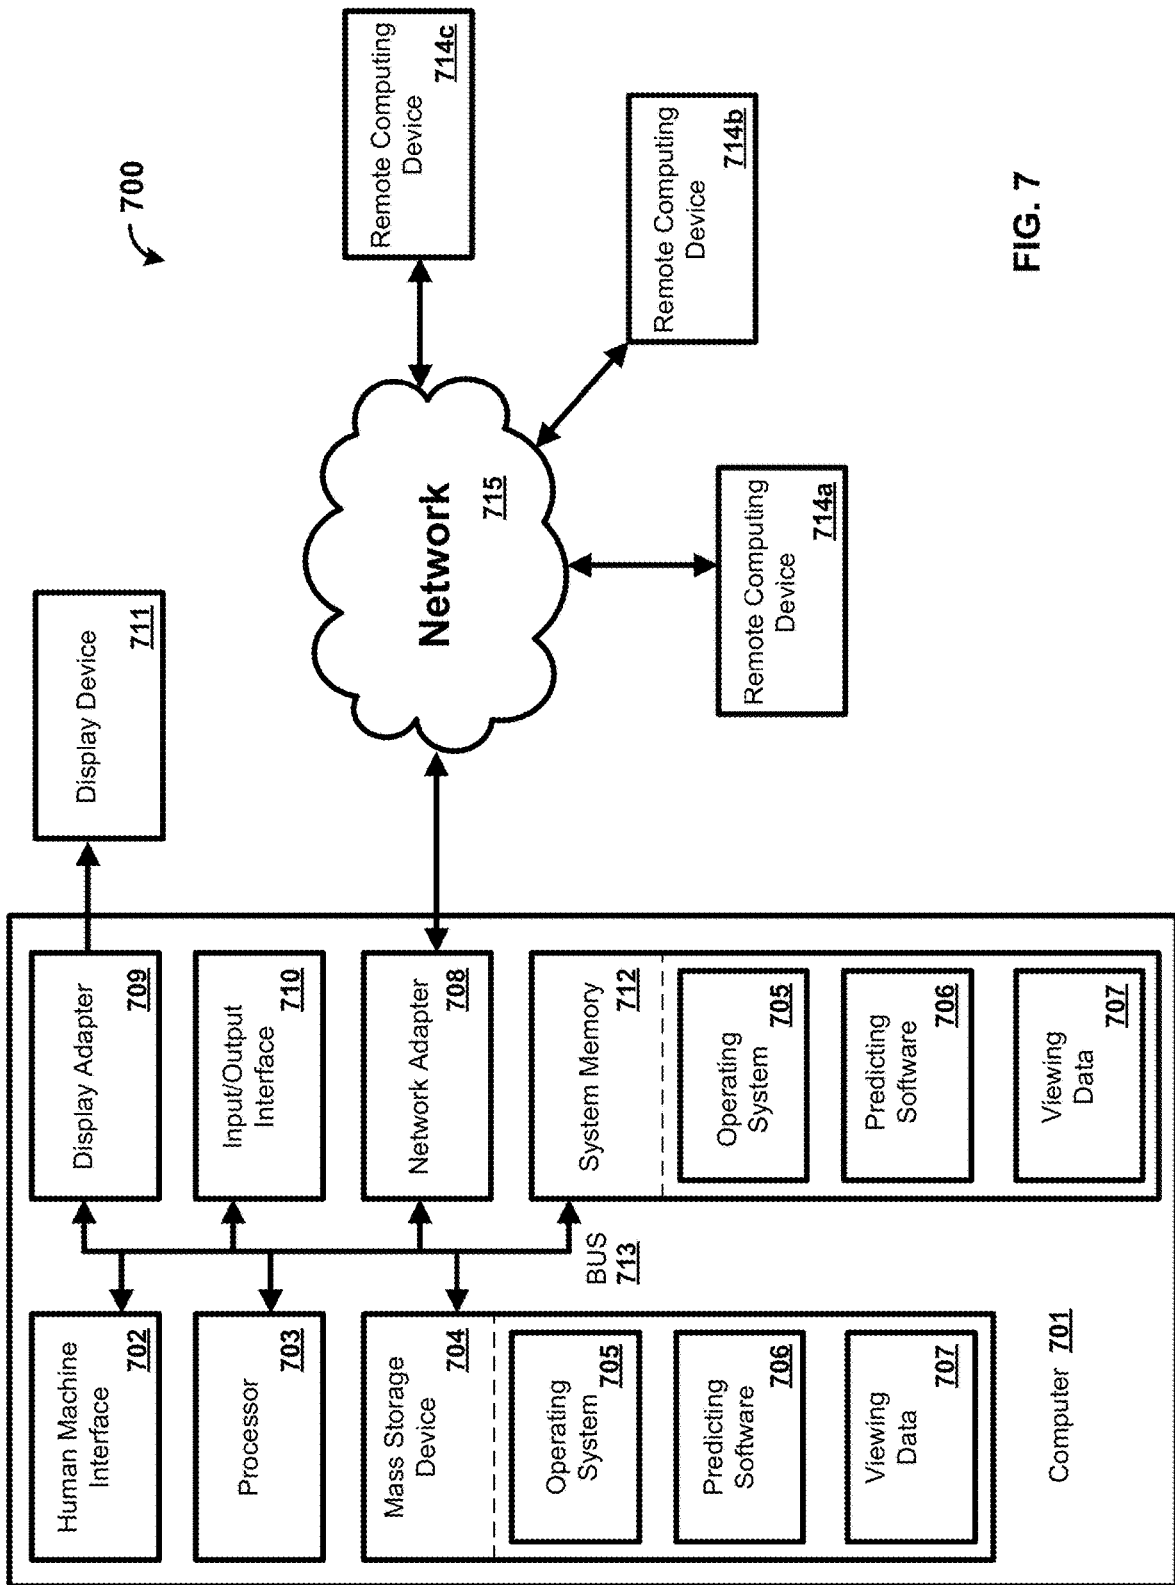 700
Human Machine
Interface
702
Processor
703
Mass Storage
Device
704
Operating
System
705
Predicting
Software
706
Viewing
Data
707
Computer 701
BUS
713
Display Adapter
709
Input/Output
Interface
710
Network Adapter
708
System Memory
712
Operating
System
705
Predicting
Software
706
Viewing
Data
707
Display Device
711
Network
715
Remote Computing
Device
714a
Remote Computing
Device
714b
Remote Computing
Device
714c
FIG. 7